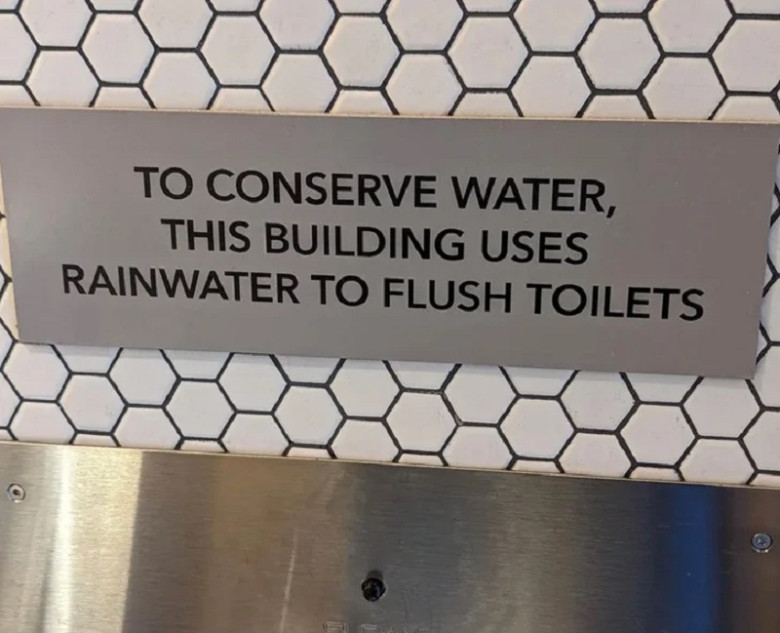 TO CONSERVE WATER,
THIS BUILDING USES
RAINWATER TO FLUSH TOILETS